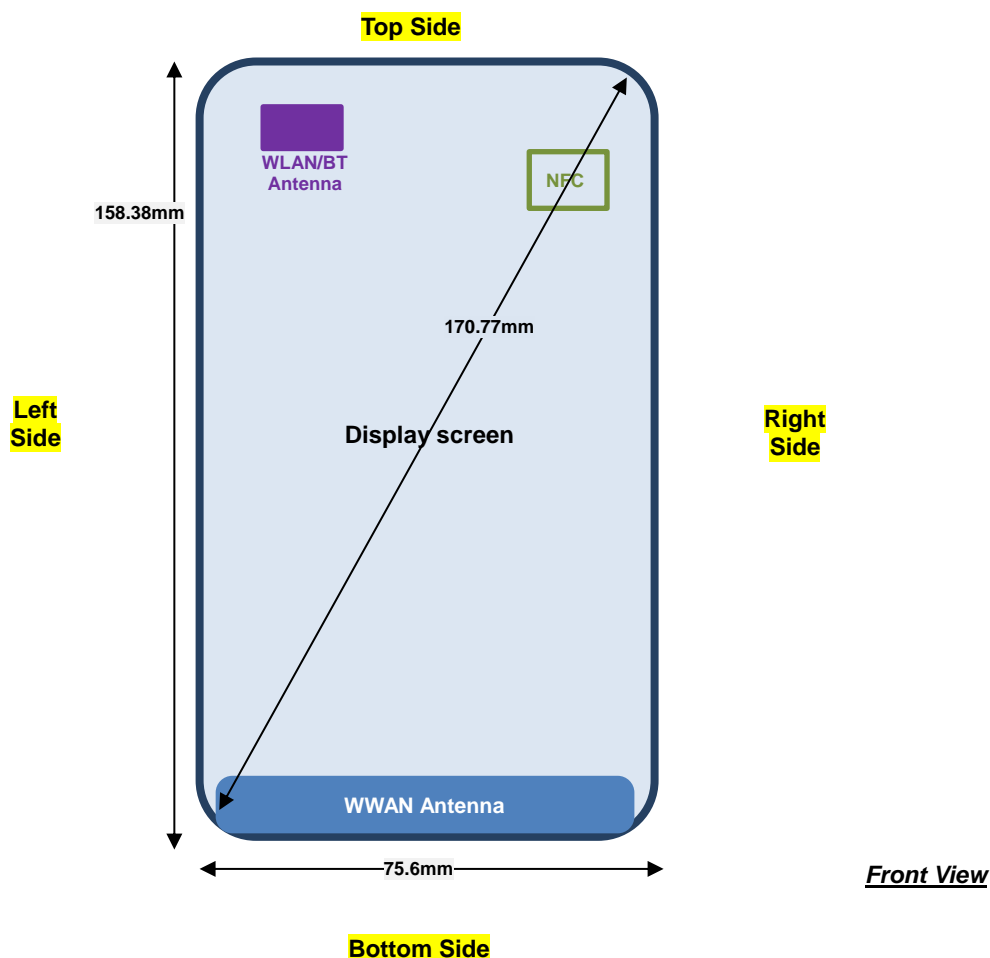 Top Side
WLAN/BT
Antenna
NFC
158.38mm
170.77mm
Left
Side
Display screen
Right
Side
WWAN Antenna
75.6mm
Front View
Bottom Side